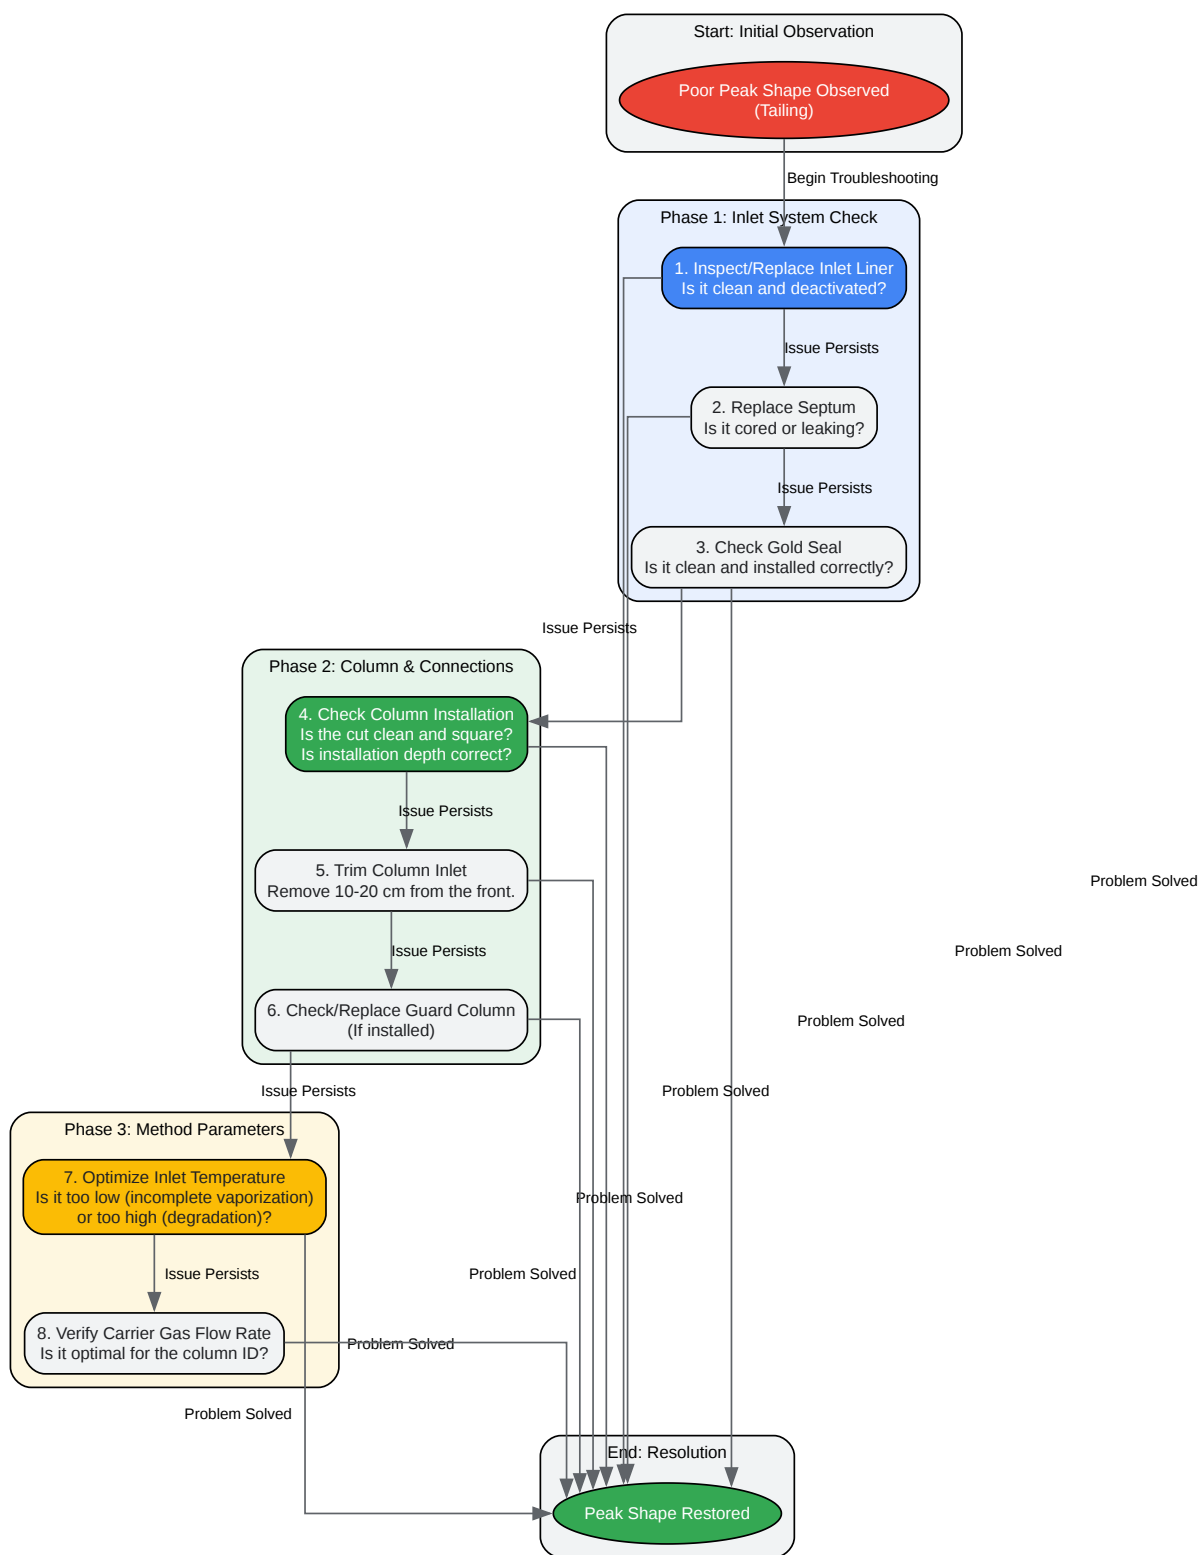 Start: Initial Observation
Poor Peak Shape Observed
(Tailing)
Begin Troubleshooting
Phase 1: Inlet System Check
1. Inspect/Replace Inlet Liner
Is it clean and deactivated?
Issue Persists
2. Replace Septum
Is it cored or leaking?
Issue Persists
3. Check Gold Seal
Is it clean and installed correctly?
Issue Persists
Phase 2: Column & Connections
4. Check Column Installation
Is the cut clean and square?
Is installation depth correct?
Issue Persists
5. Trim Column Inlet
Remove 10-20 cm from the front.
Problem Solved
Issue Persists
Problem Solved
6. Check/Replace Guard Column
(If installed)
Problem Solved
Issue Persists
Problem Solved
Phase 3: Method Parameters
7. Optimize Inlet Temperature
Is it too low (incomplete vaporization)
or too high (degradation)?
Problem Solved
Issue Persists
Problem Solved
8. Verify Carrier Gas Flow Rate
Is it optimal for the column ID?
Problem Solved
Problem Solved
End: Resolution
Peak Shape Restored